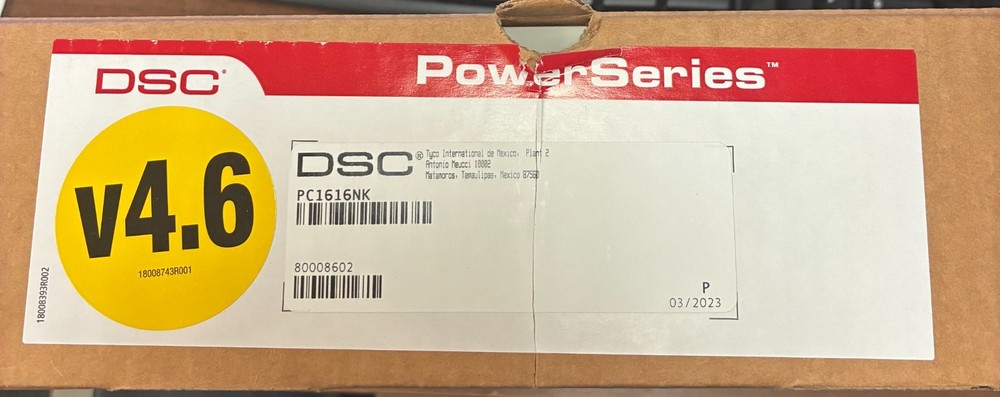 DSC®
PowerSeries™
v4.6
18008743R001
18008393R002
DSC®
Tyco International de Mexico, Plant 2
Antonio Meucci 10002
Matamoros, Tamaulipas, Mexico 87560
PC1616NK
80008602
P
03/2023